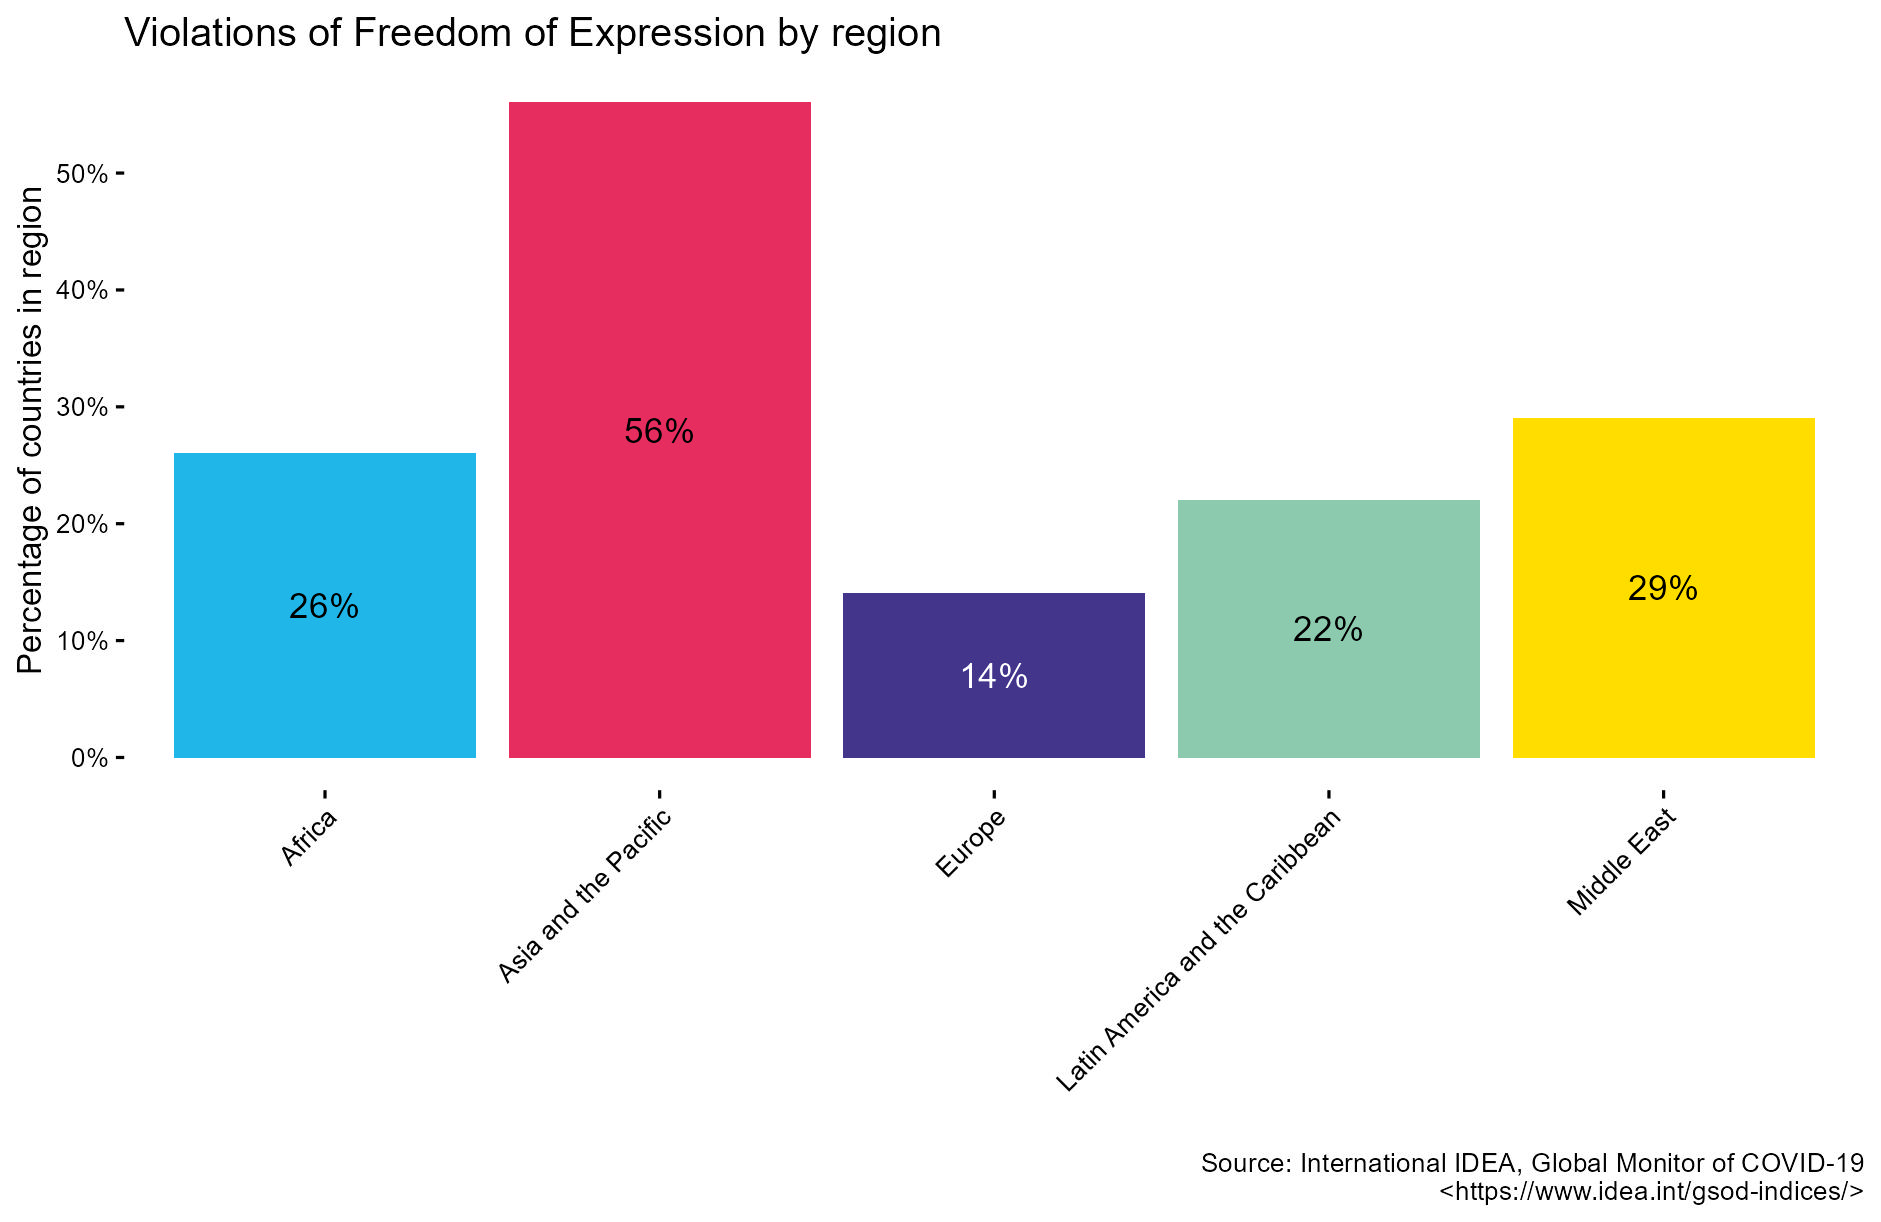 Violations of Freedom of Expression by region
Percentage of countries in region
50%
40%
30%
20%
10%
0%
26%
56%
14%
22%
29%
Africa
Asia and the Pacific
Europe
Latin America and the Caribbean
Middle East
Source: International IDEA, Global Monitor of COVID-19
<https://www.idea.int/gsod-indices/>